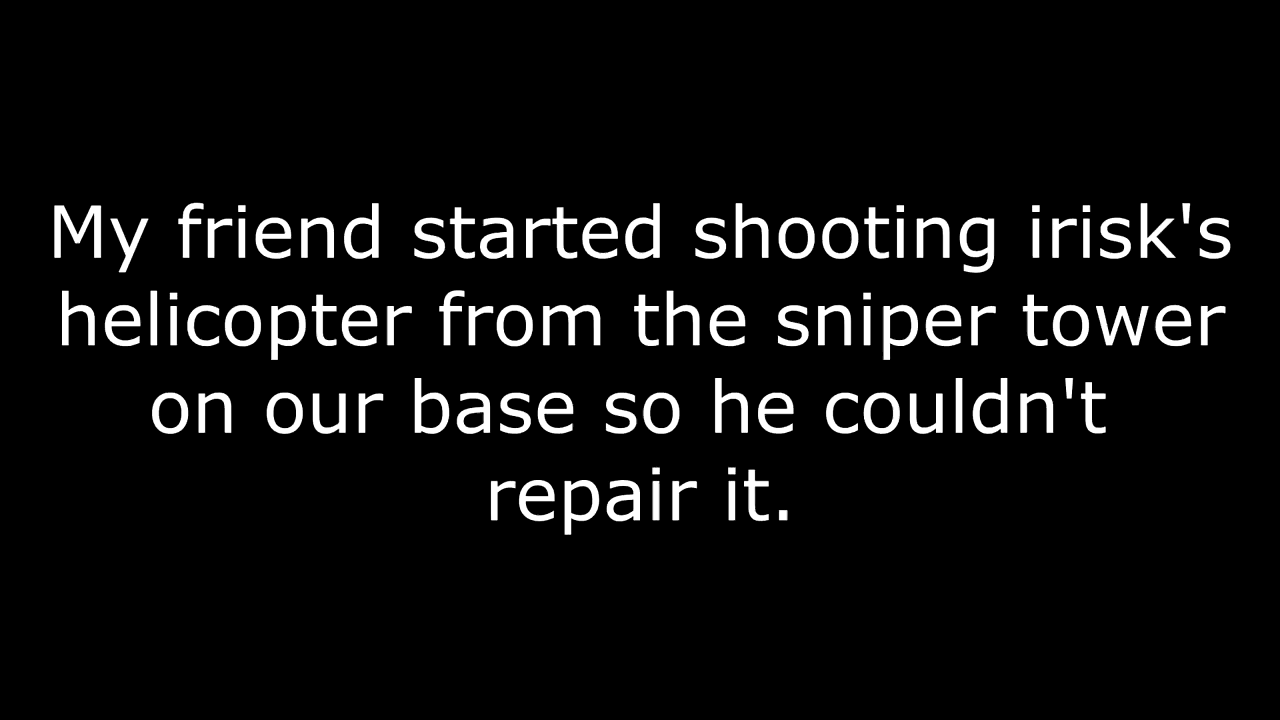 My friend started shooting irisk's
helicopter from the sniper tower
on our base so he couldn't
repair it.